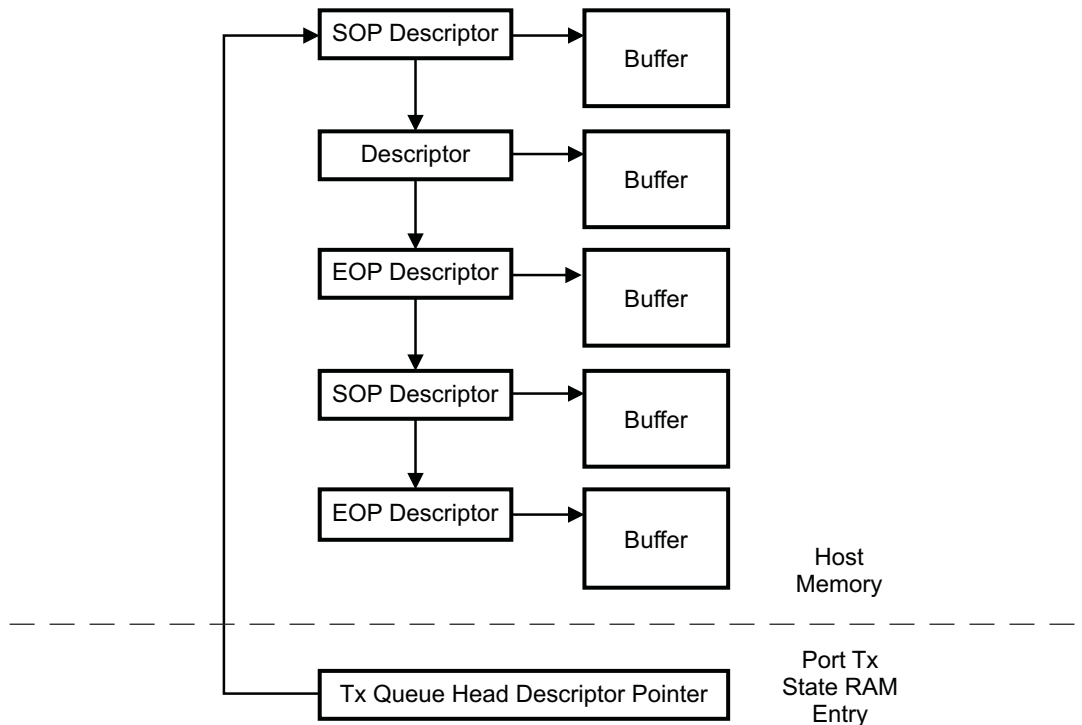 SOP Descriptor
Buffer
Descriptor
Buffer
EOP Descriptor
Buffer
SOP Descriptor
Buffer
EOP Descriptor
Buffer
Host
Memory
Tx Queue Head Descriptor Pointer
Port Tx
State RAM
Entry